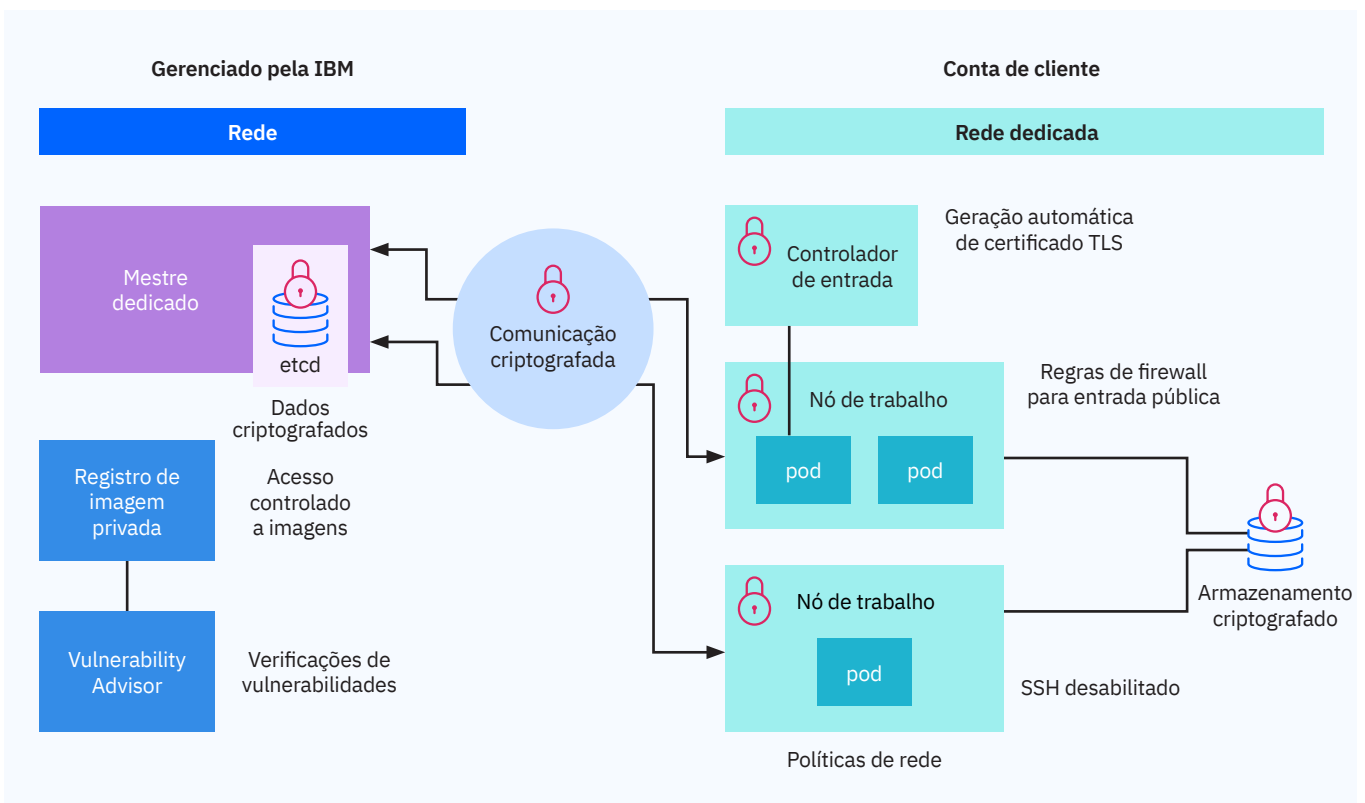 Gerenciado pela IBM
Conta de cliente
Rede
Rede dedicada
Mestre
dedicado
etcd
Dados
criptografados
Registro de
imagem
privada
Acesso
controlado
a imagens
Vulnerability
Advisor
Verificações de
vulnerabilidades
Comunicação
criptografada
Controlador
de entrada
Geração automática
de certificado TLS
Nó de trabalho
pod
pod
Regras de firewall
para entrada pública
Nó de trabalho
pod
Armazenamento
criptografado
SSH desabilitado
Políticas de rede